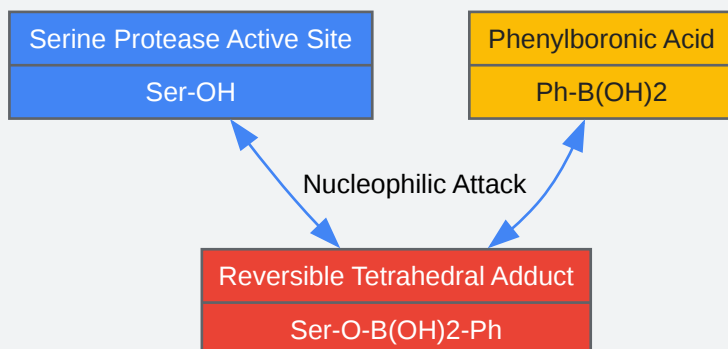 Serine Protease Active Site
Ser-OH
Phenylboronic Acid
Ph-B(OH)2
Nucleophilic Attack
Reversible Tetrahedral Adduct
Ser-O-B(OH)2-Ph